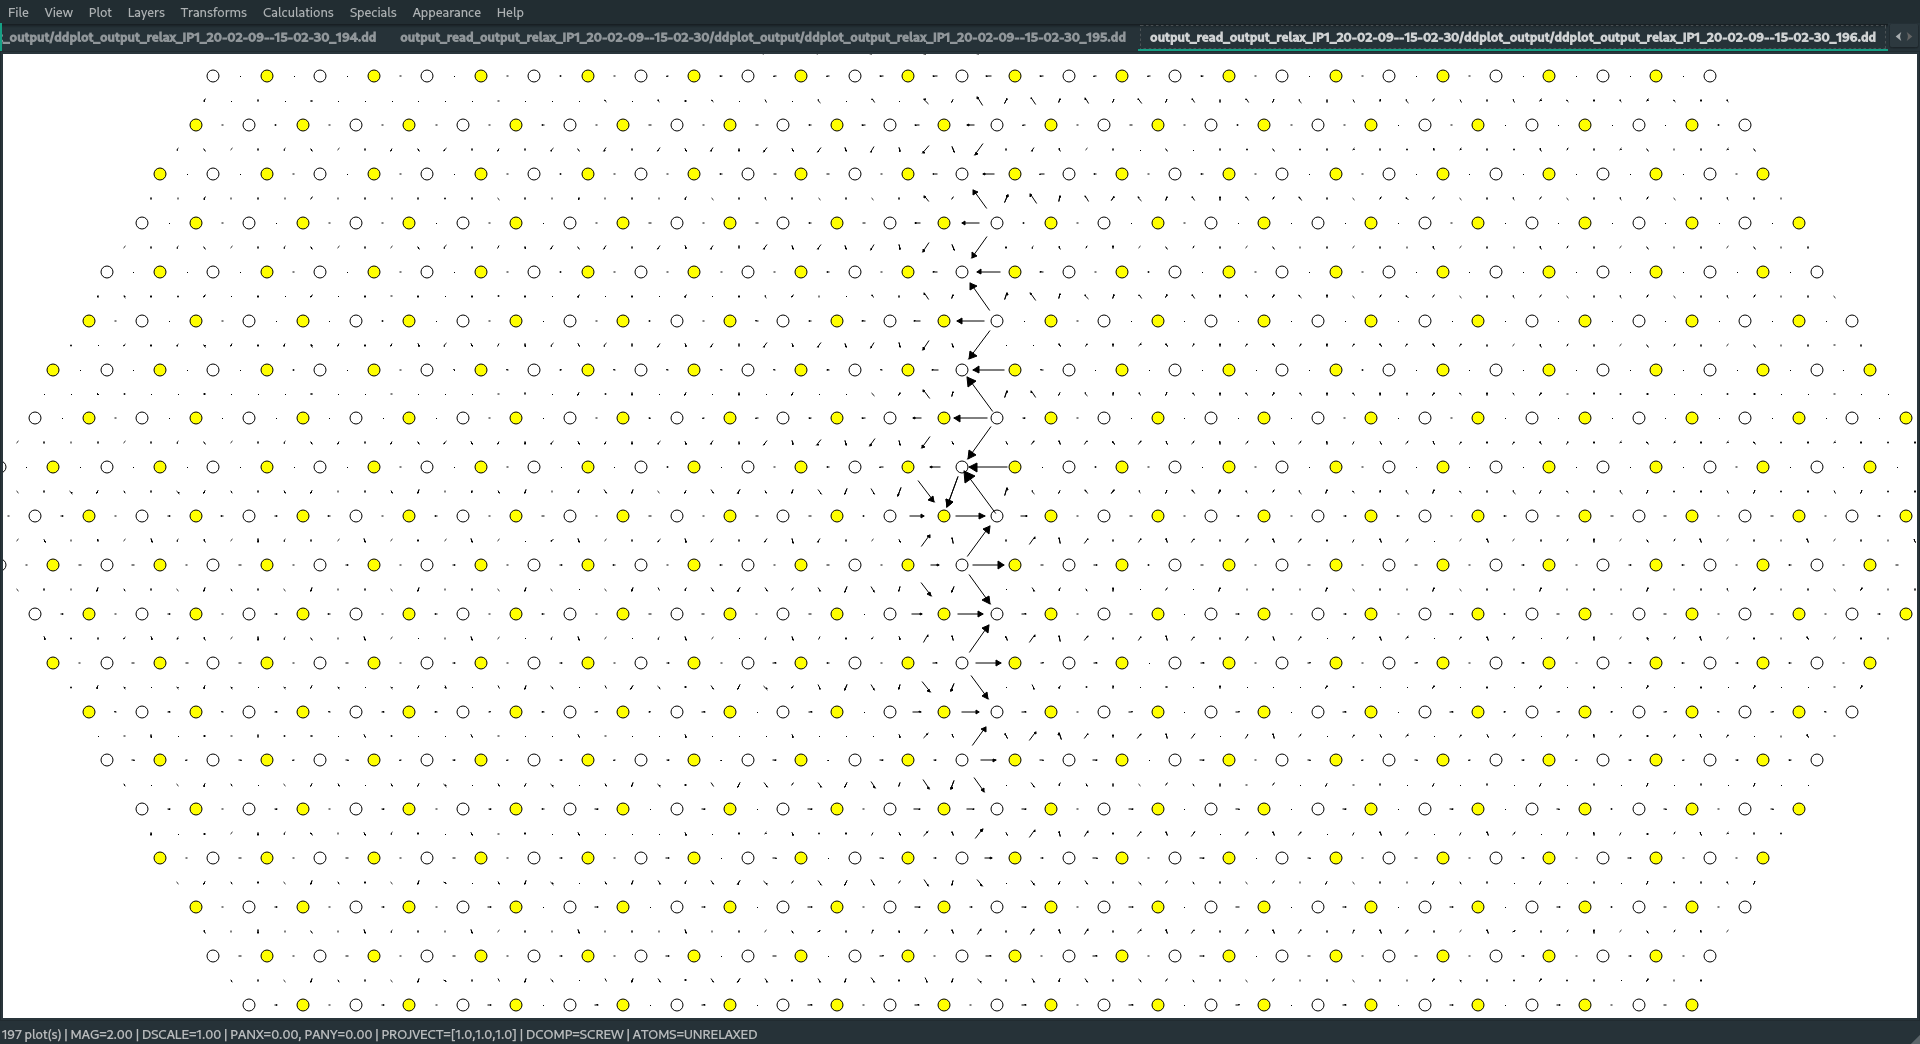 File View Plot Layers Transforms Calculations Specials Appearance Help
_output/ddplot_output_relax_IP1_20-02-09--15-02-30_194.dd output_read_output_relax_IP1_20-02-09--15-02-30/ddplot_output/ddplot_output_relax_IP1_20-02-09--15-02-30_195.dd output_read_output_relax_IP1_20-02-09--15-02-30/ddplot_output/ddplot_output_relax_IP1_20-02-09--15-02-30_196.dd
197 plot(s) | MAG=2.00 | DSCALE=1.00 | PANX=0.00, PANY=0.00 | PROJVECT=[1.0,1.0,1.0] | DCOMP=SCREW | ATOMS=UNRELAXED